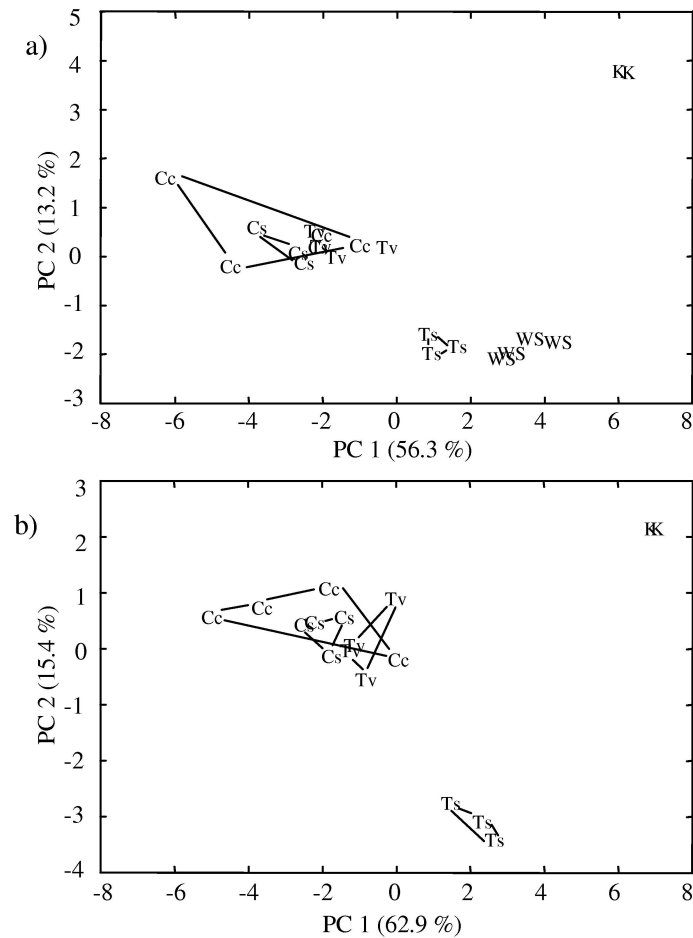 a)
5
4
3
2
1
0
-1
-2
-3
PC 2 (13.2 %)
KK
Cc
Cs
Tv
Cc
Cc Tv
Cs
Tv
Cs
Cc
Ts
Ts
Ts
WS
WS
WS
WS
-8 -6 -4 -2 0 2 4 6 8
PC 1 (56.3 %)
b)
3
2
1
0
-1
-2
-3
-4
PC 2 (15.4 %)
KK
Cc
Tv
Cc
Cc
Cs
Cs
Cs
Tv
Tv
Cs
Cc
Tv
Ts
Ts
Ts
-8 -6 -4 -2 0 2 4 6 8
PC 1 (62.9 %)